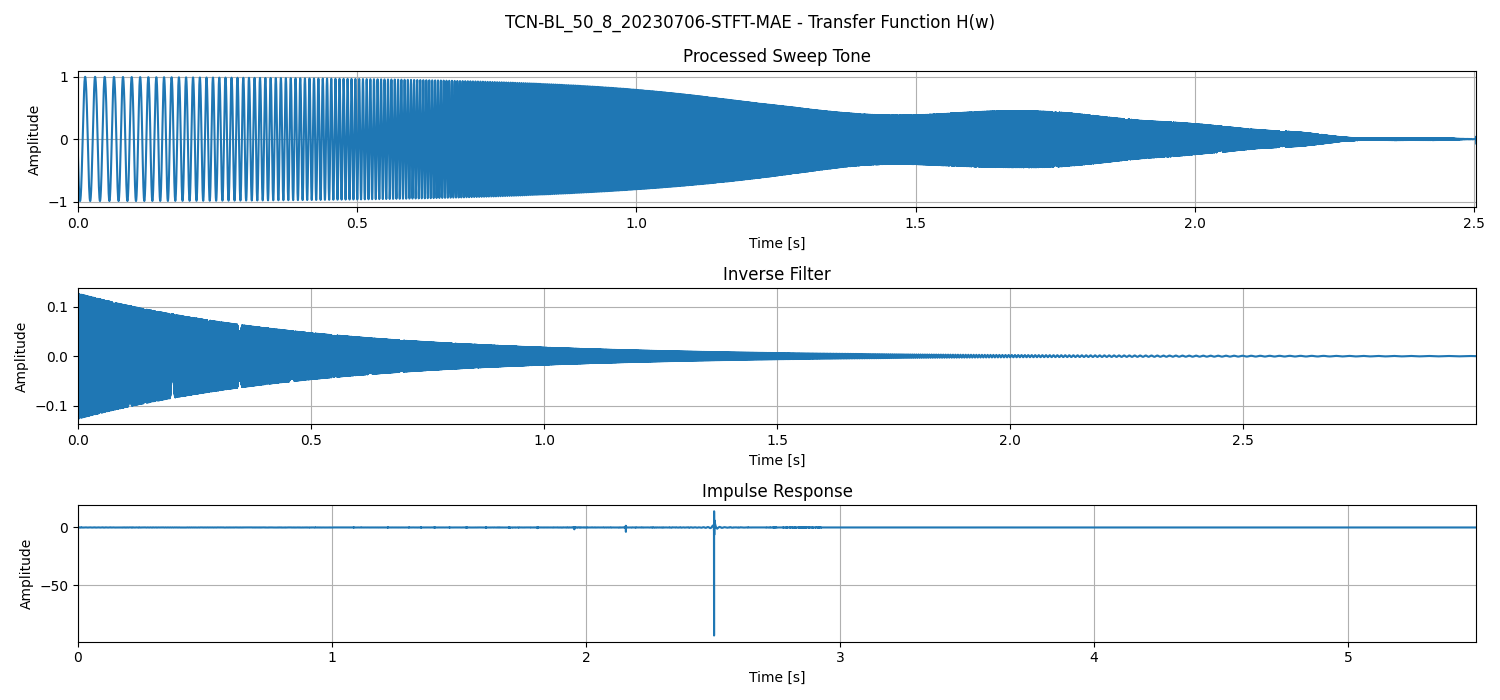 TCN-BL_50_8_20230706-STFT-MAE - Transfer Function H(w)
Processed Sweep Tone
1
0
−1
Amplitude
0.0 0.5 1.0 1.5 2.0 2.5
Time [s]
Inverse Filter
0.1
0.0
−0.1
Amplitude
0.0 0.5 1.0 1.5 2.0 2.5
Time [s]
Impulse Response
0
−50
Amplitude
0 1 2 3 4 5
Time [s]